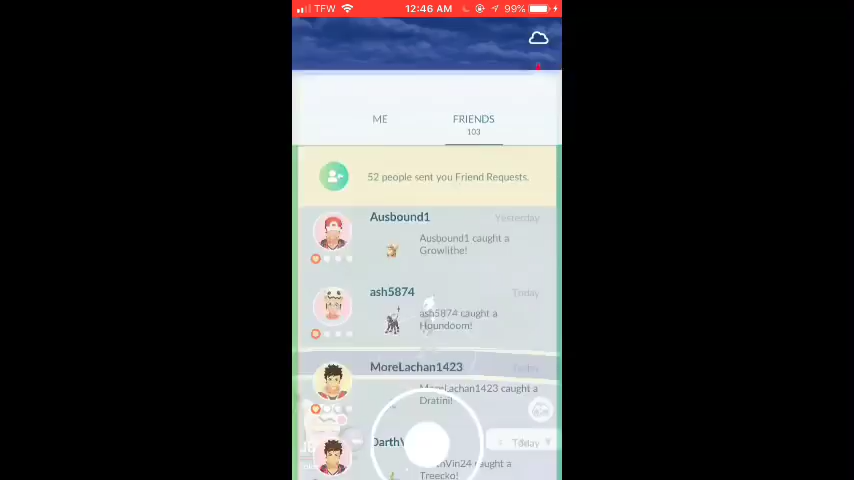 TFW 12:46 AM 99%
ME FRIENDS
103
52 people sent you Friend Requests.
Ausbound1 Yesterday
Ausbound1 caught a
Growlithe!
ash5874 Today
ash5874 caught a
Houndoom!
MoreLachan1423 Today
MoreLachan1423 caught a
Dratini!
Today
caught a
Treecko!